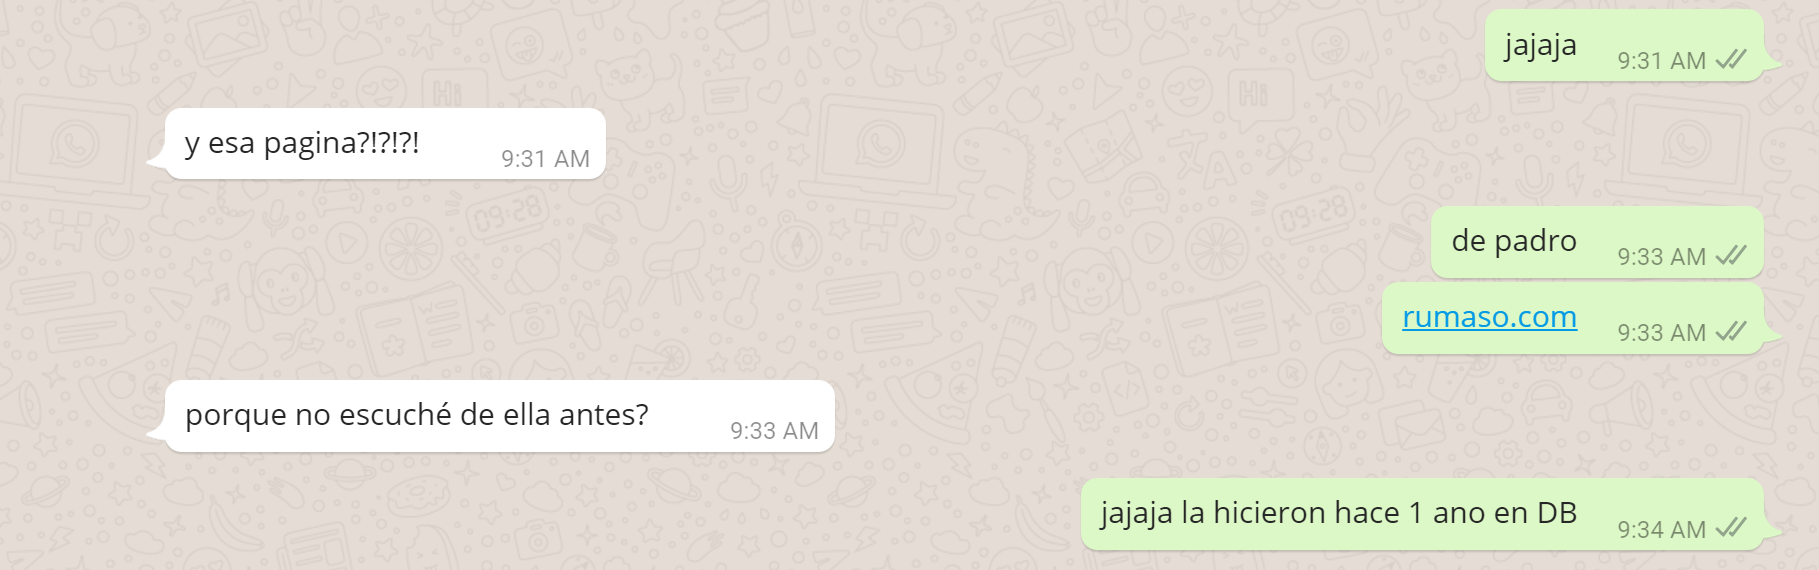 jajaja 9:31 AM
y esa pagina?!?!?! 9:31 AM
de padro 9:33 AM
rumaso.com 9:33 AM
porque no escuché de ella antes? 9:33 AM
jajaja la hicieron hace 1 ano en DB 9:34 AM